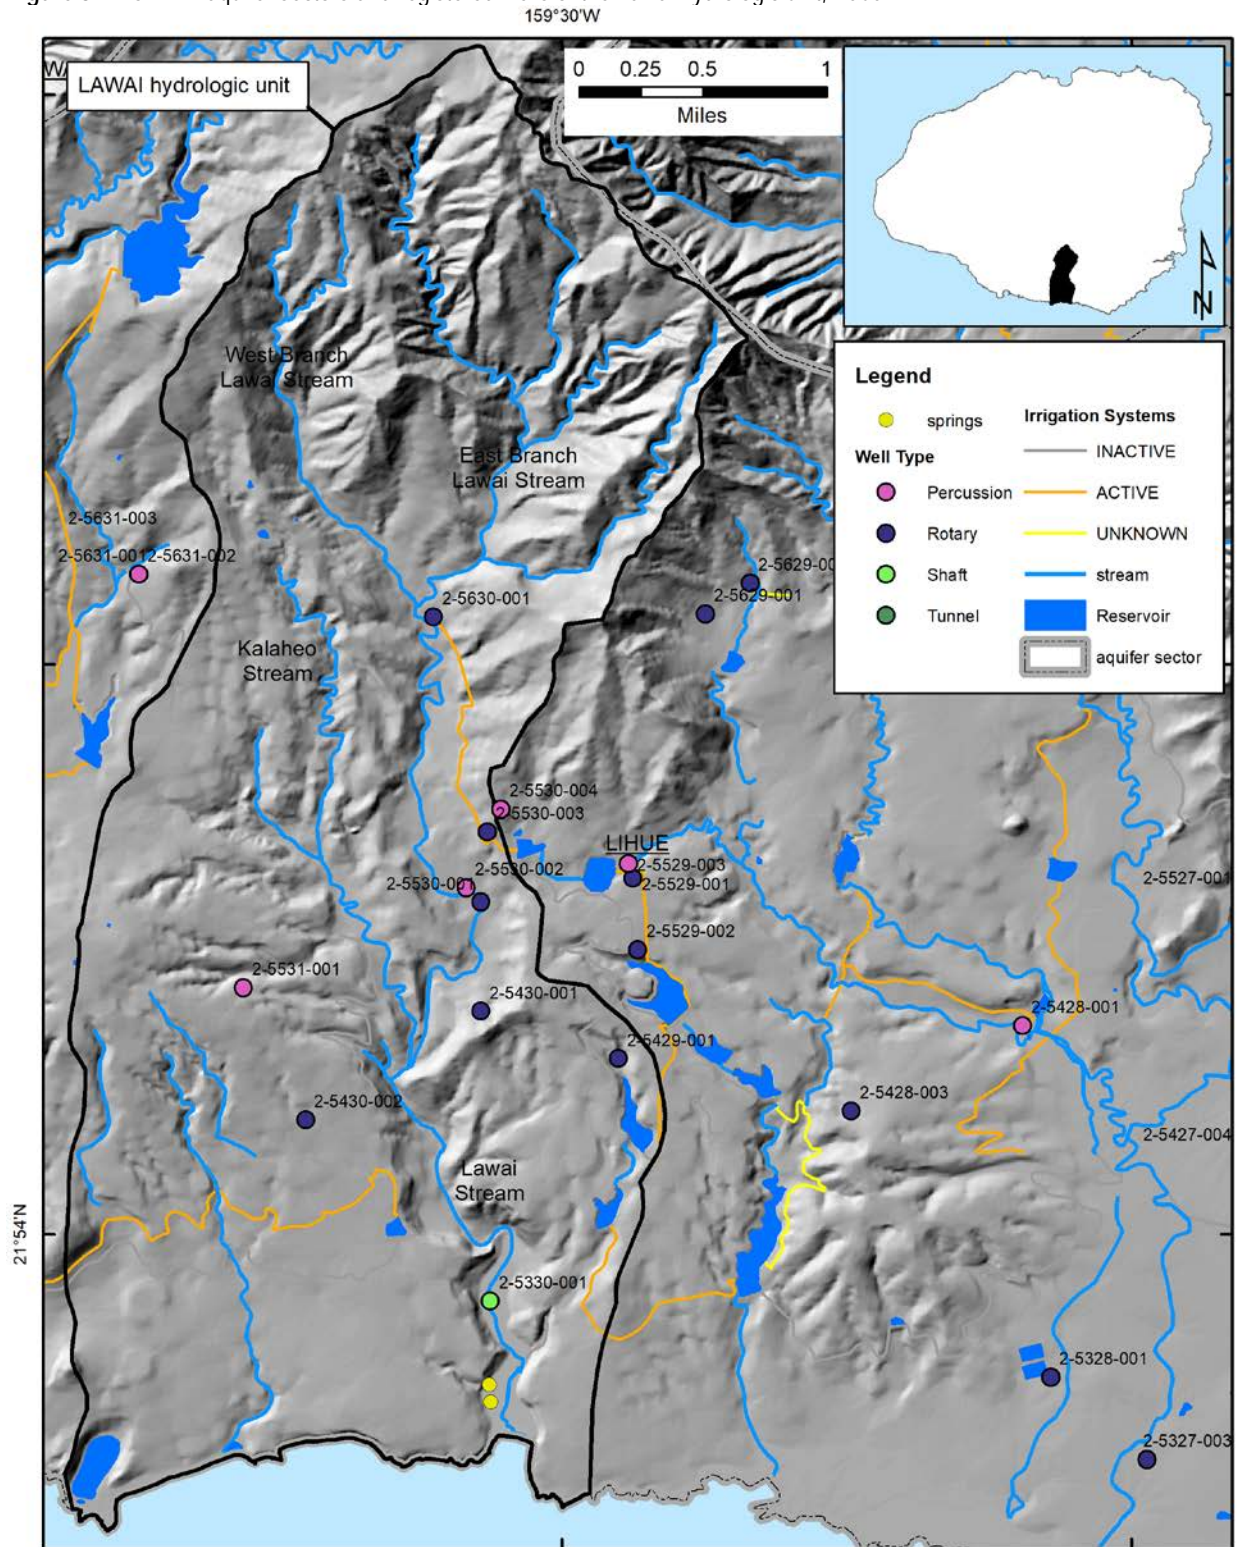 159°30'W
LAWAI hydrologic unit
0 0.25 0.5 1
Miles
N
Legend
springs
Well Type
Percussion
Rotary
Shaft
Tunnel
Irrigation Systems
INACTIVE
ACTIVE
UNKNOWN
stream
Reservoir
aquifer sector
West Branch
Lawai Stream
East Branch
Lawai Stream
2-5631-003
2-5631-001
2-5631-002
2-5629-001
2-5630-001
Kalaheo
Stream
2-5530-004
2-5530-003
LIHUE
2-5529-003
2-5530-002
2-5530-001
2-5529-001
2-5527-001
2-5529-002
2-5531-001
2-5430-001
2-5428-001
2-5429-001
2-5428-003
2-5430-002
2-5427-004
Lawai
Stream
21°54'N
2-5330-001
2-5328-001
2-5327-003